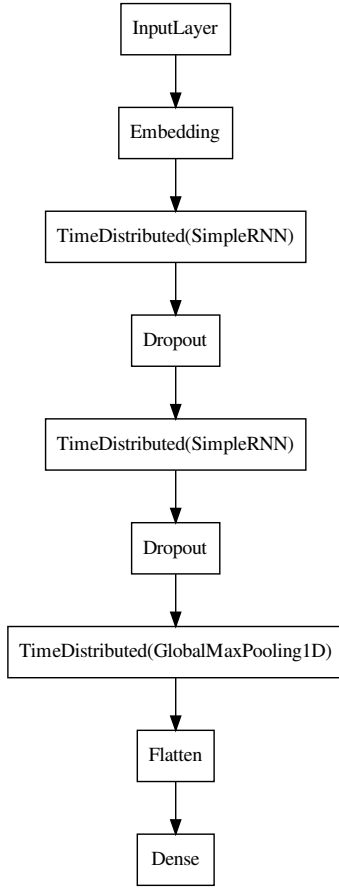 InputLayer
Embedding
TimeDistributed(SimpleRNN)
Dropout
TimeDistributed(SimpleRNN)
Dropout
TimeDistributed(GlobalMaxPooling1D)
Flatten
Dense